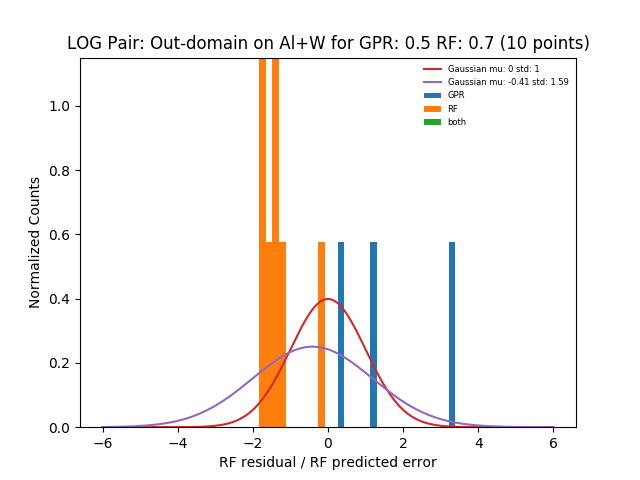 LOG Pair: Out-domain on Al+W for GPR: 0.5 RF: 0.7 (10 points)
Gaussian mu: 0 std: 1
Gaussian mu: -0.41 std: 1.59
GPR
RF
both
Normalized Counts
1.0
0.8
0.6
0.4
0.2
0.0
−6 −4 −2 0 2 4 6
RF residual / RF predicted error